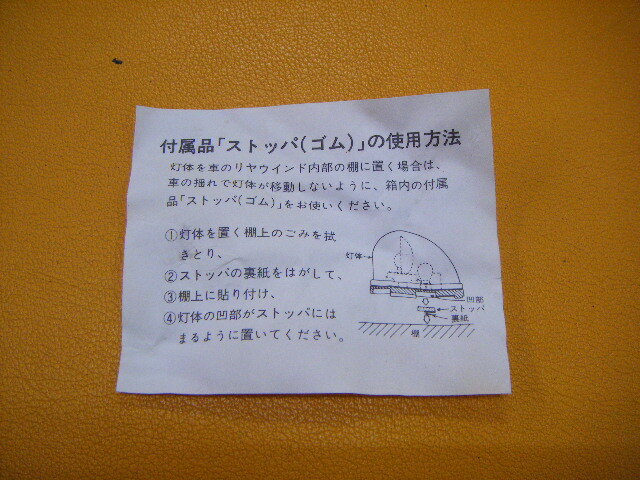 付属品「ストッパ(ゴム)」の使用方法
灯体を車のリヤウインド内部の棚に置く場合は、
車の揺れで灯体が移動しないように、箱内の付属
品「ストッパ(ゴム)」をお使いください。
①灯体を置く棚上のごみを拭
きとり、
②ストッパの裏紙をはがして、
③棚上に貼り付け、
④灯体の凹部がストッパには
まるように置いてください。
灯体
凹部
ストッパ
裏紙
棚